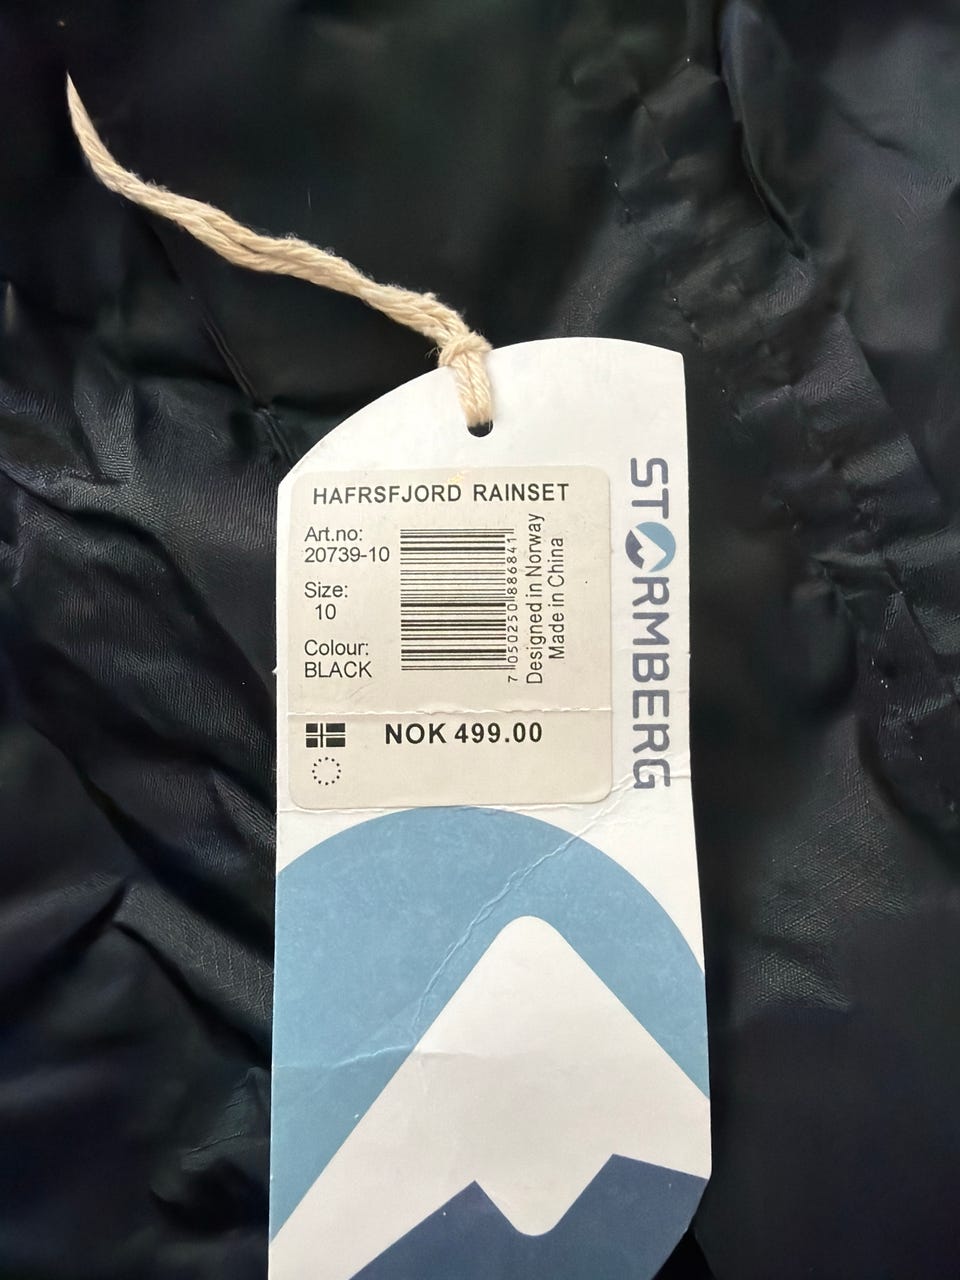 HAFRSFJORD RAINSET
Art.no:
20739-10
Size:
10
Colour:
BLACK
7 050250 886841
Designed in Norway
Made in China
NOK 499.00
STORMBERG